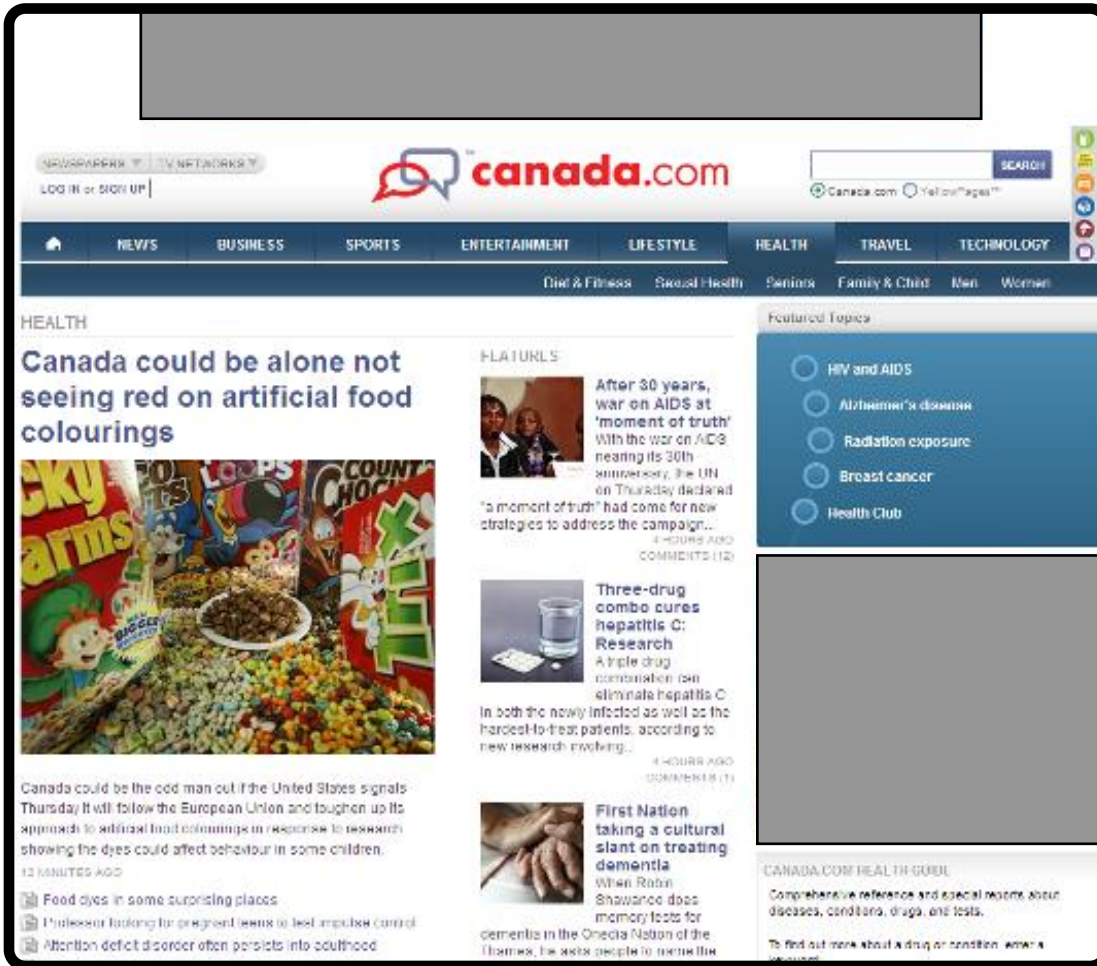 NEWSPAPERS TV NETWORKS
LOG IN or SIGN UP
canada.com
SEARCH
Canada.com YellowPages™
NEWS BUSINESS SPORTS ENTERTAINMENT LIFESTYLE HEALTH TRAVEL TECHNOLOGY
Diet & Fitness Sexual Health Seniors Family & Child Men Women
HEALTH
Canada could be alone not
seeing red on artificial food
colourings
cky
arms
LOOPS
COUNT
CHOC
TRIX
BIGGER
Canada could be the odd man out if the United States signals
Thursday it will follow the European Union and toughen up its
approach to artificial food colourings in response to research
showing the dyes could affect behaviour in some children.
12 MINUTES AGO
Food dyes in some surprising places
Professor looking for pregnant teens to test impulse control
Attention deficit disorder often persists into adulthood
FEATURES
After 30 years,
war on AIDS at
'moment of truth'
With the war on AIDS
nearing its 30th
anniversary, the UN
on Thursday declared
"a moment of truth" had come for new
strategies to address the campaign...
4 HOURS AGO
COMMENTS (12)
Three-drug
combo cures
hepatitis C:
Research
A triple drug
combination can
eliminate hepatitis C
in both the newly infected as well as the
hardest-to-treat patients, according to
new research involving...
4 HOURS AGO
COMMENTS (1)
First Nation
taking a cultural
slant on treating
dementia
When Robin
Shawanoo does
memory tests for
dementia in the Oneida Nation of the
Thames, he asks people to name the
Featured Topics
HIV and AIDS
Alzheimer's disease
Radiation exposure
Breast cancer
Health Club
CANADA.COM HEALTH GUIDE
Comprehensive reference and special reports about
diseases, conditions, drugs, and tests.
To find out more about a drug or condition, enter a